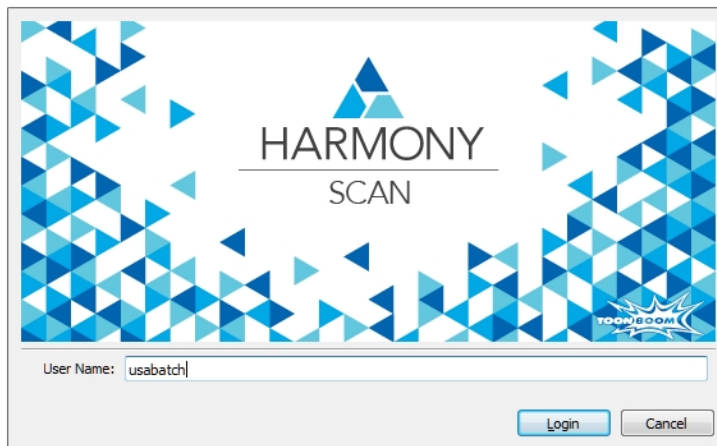 HARMONY
SCAN
TOONBOOM
User Name: usabatch
Login Cancel